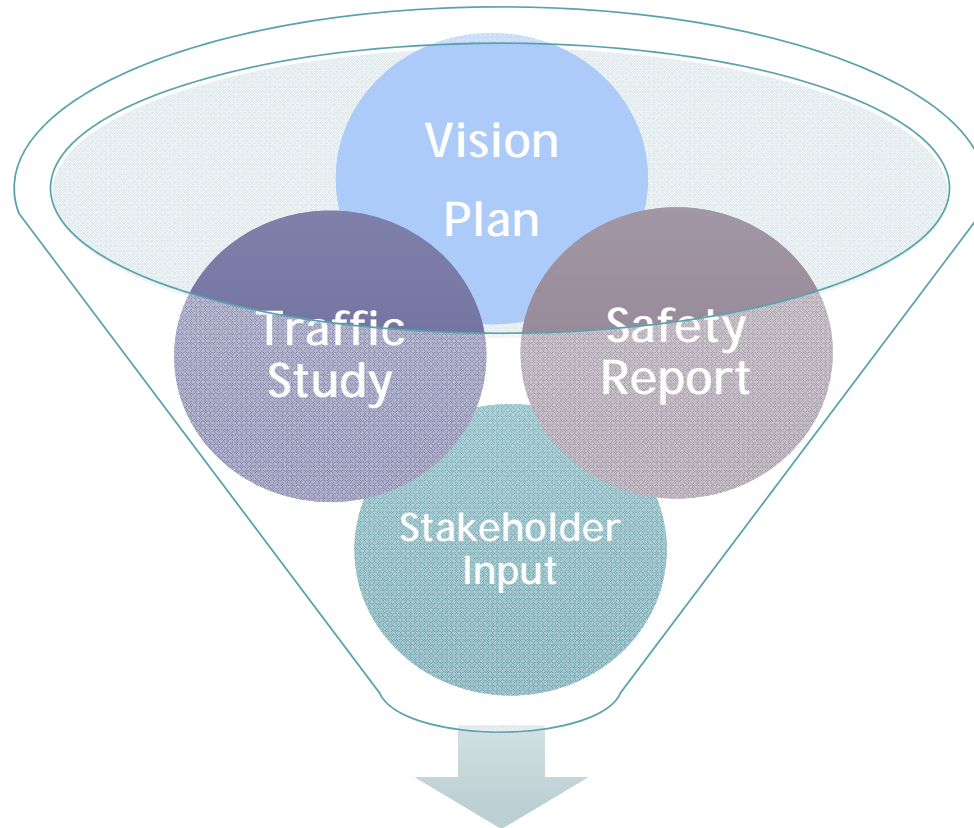 Vision
Plan
Traffic
Study
Safety
Report
Stakeholder
Input